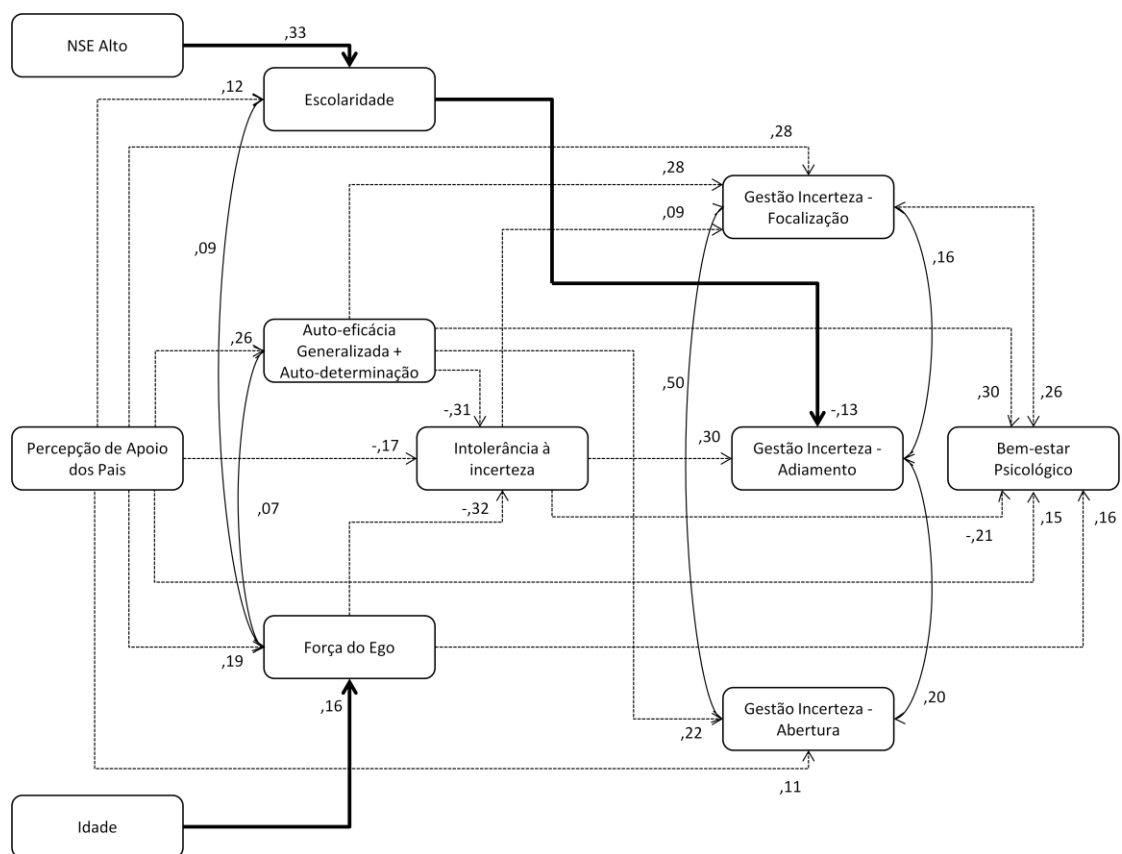 NSE Alto
,33
,12
Escolaridade
,28
,28
Gestão Incerteza -
Focalização
,09
,09
,16
,26
Auto-eficácia
Generalizada +
Auto-determinação
,50
,30
,26
-,31
-,13
Percepção de Apoio
dos Pais
-,17
Intolerância à
incerteza
,30
Gestão Incerteza -
Adiamento
Bem-estar
Psicológico
,07
-,32
-,21
,15
,16
,19
Força do Ego
,16
Gestão Incerteza -
Abertura
,20
,22
,11
Idade